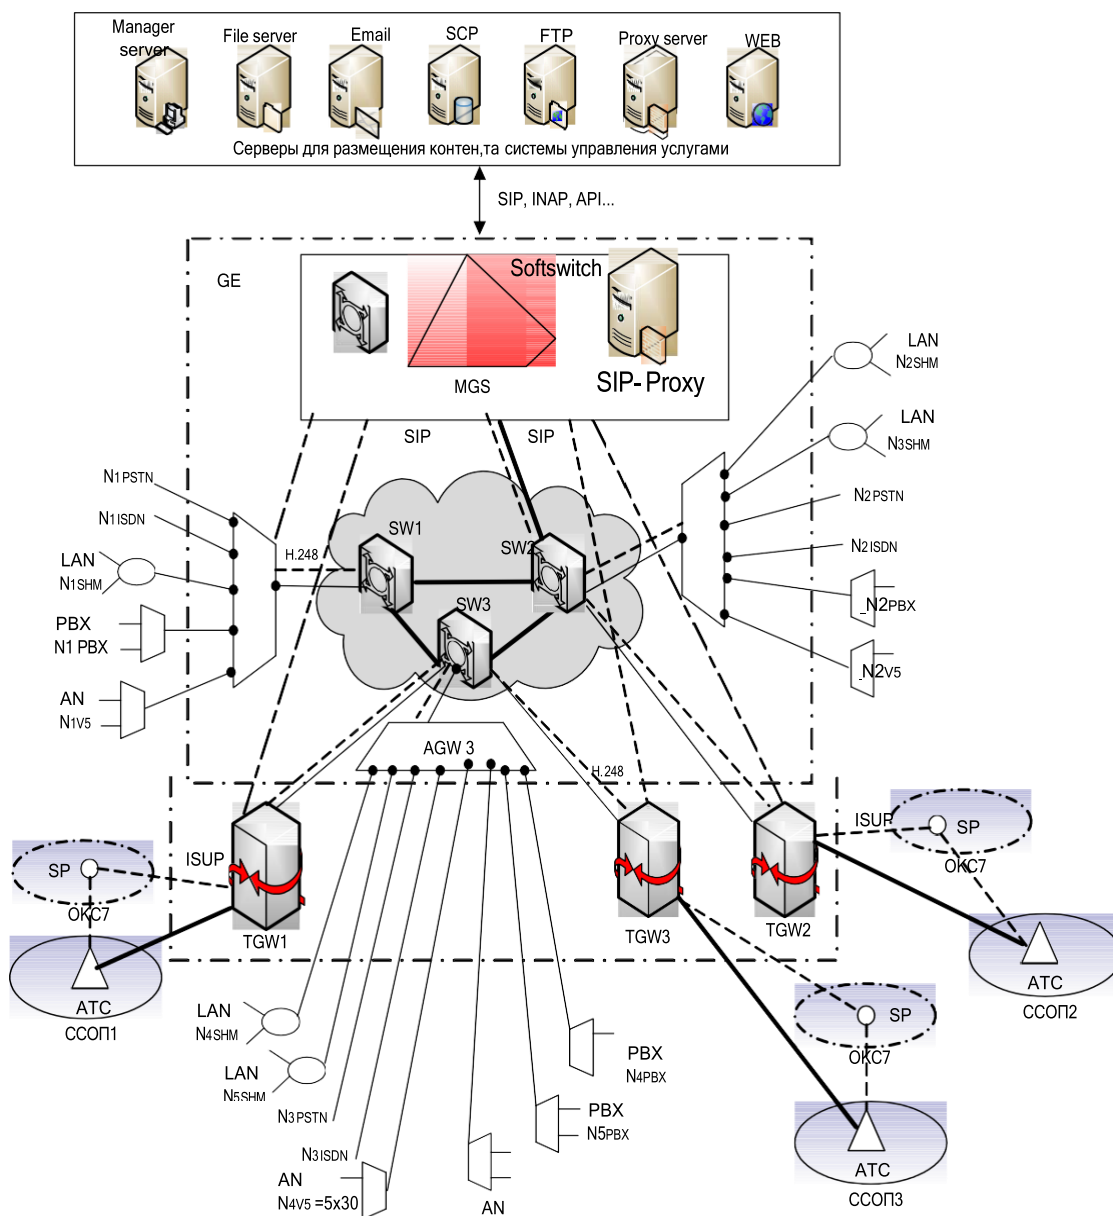 Manager server
File server
Email
SCP
FTP
Proxy server
WEB
Серверы для размещения контен,та системы управления услугами
SIP, INAP, API...
GE
Softswitch
SIP- Proxy
MGS
SIP
SIP
LAN
N2SHM
LAN
N3SHM
N1PSTN
N1ISDN
LAN
N1SHM
PBX
N1 PBX
AN
N1V5
H.248
SW1
SW2
SW3
N2PSTN
N2ISDN
_N2PBX
_N2V5
AGW 3
H.248
ISUP
SP
ОКС7
TGW1
TGW3
TGW2
ISUP
SP
ОКС7
АТС
ССОП1
АТС
ССОП2
SP
ОКС7
АТС
ССОП3
LAN
N4SHM
LAN
N5SHM
N3PSTN
N3ISDN
AN
N4V5 =5x30
AN
PBX
N5PBX
PBX
N4PBX